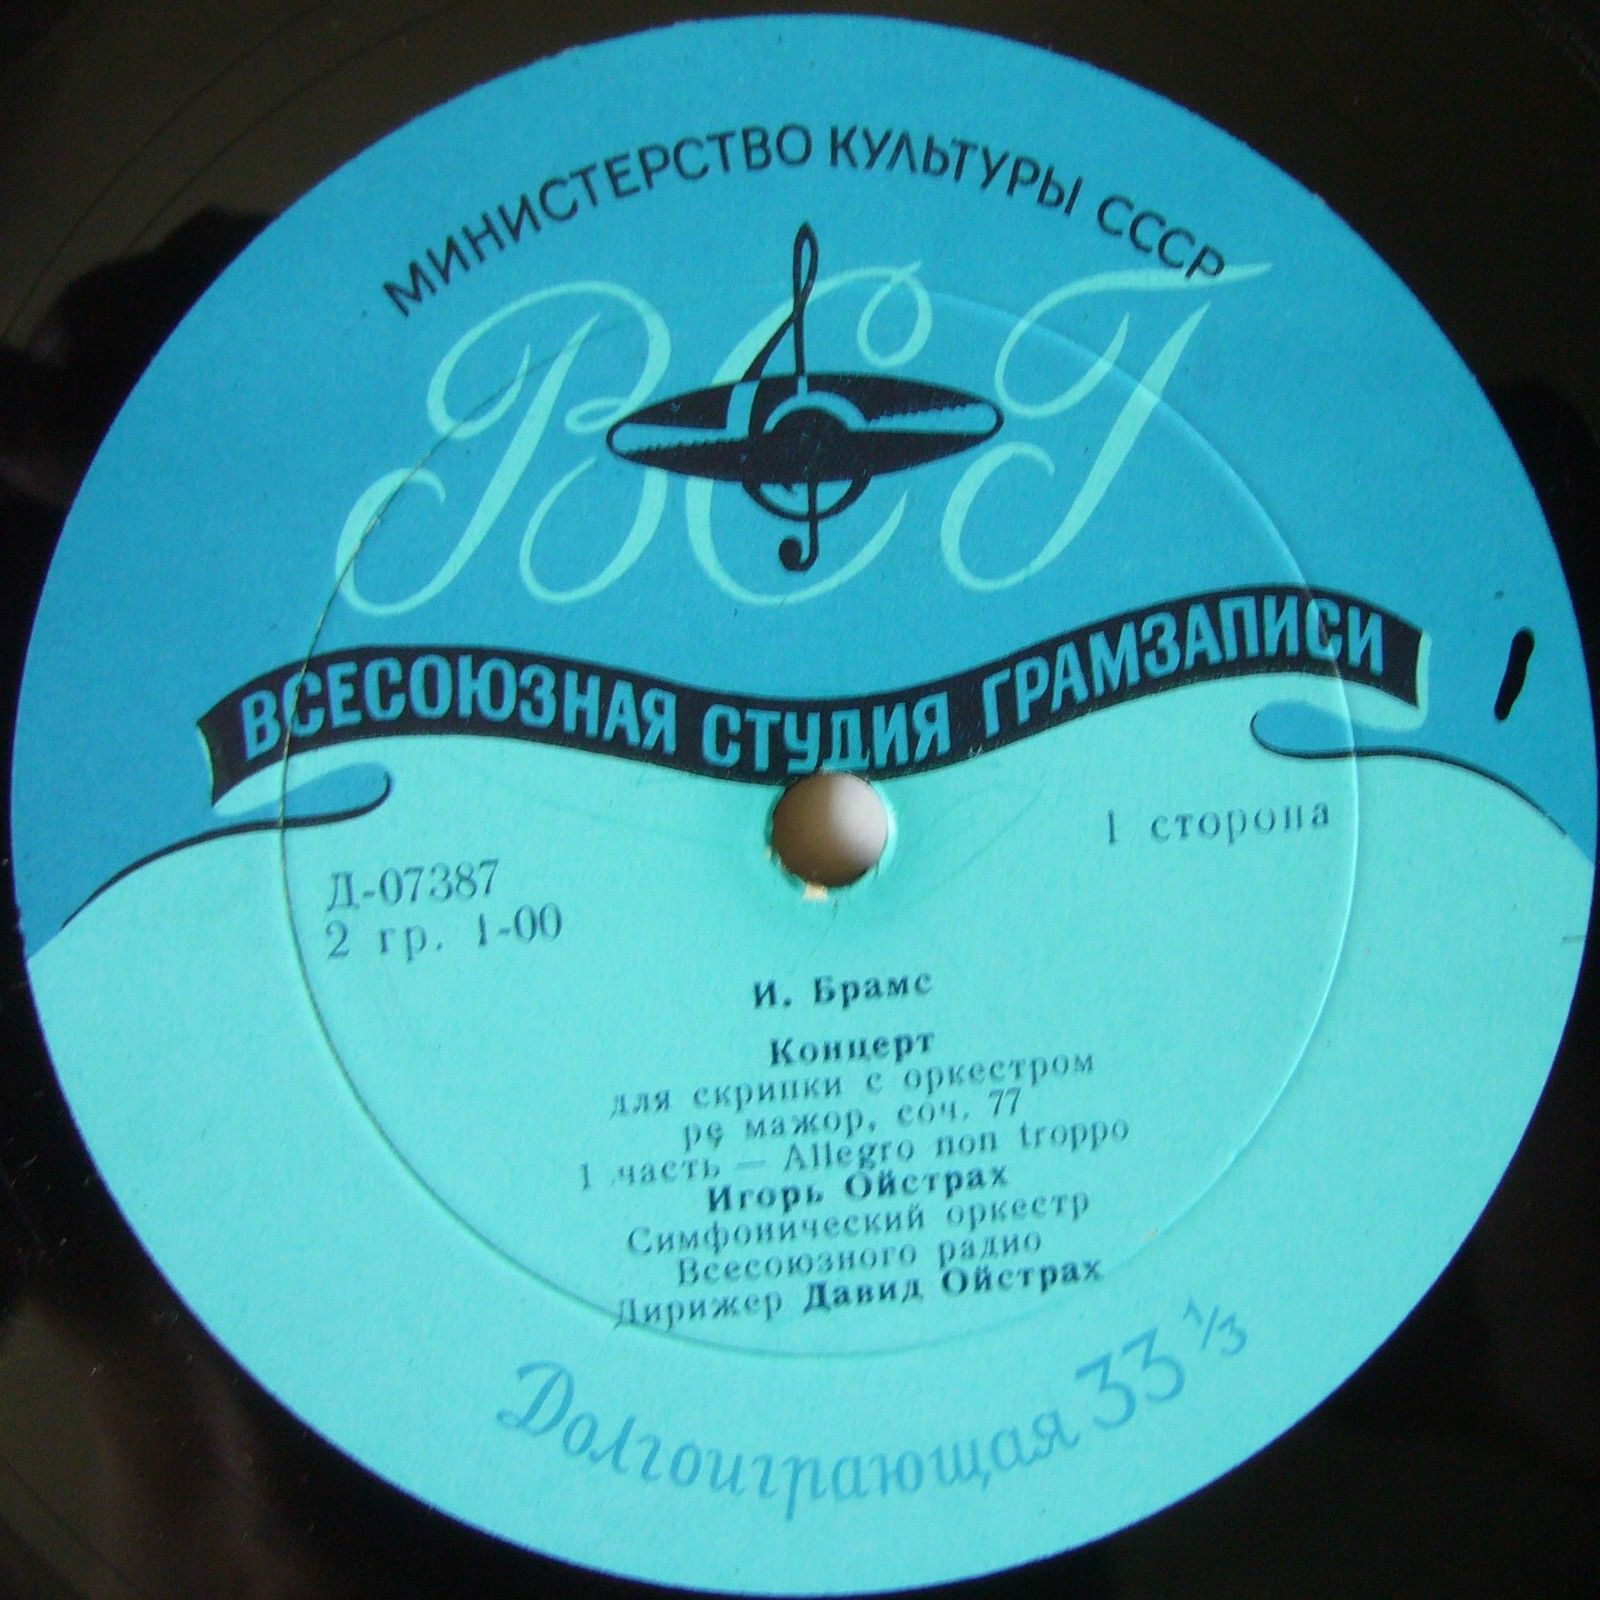 МИНИСТЕРСТВО КУЛЬТУРЫ СССР
ВСГ
ВСЕСОЮЗНАЯ СТУДИЯ ГРАМЗАПИСИ
1 сторона
Д-07387
2 гр. 1-00
И. Брамс
Концерт
для скрипки с оркестром
ре мажор, соч. 77
1 часть — Allegro non troppo
Игорь Ойстрах
Симфонический оркестр
Всесоюзного радио
Дирижер Давид Ойстрах
Долгоиграющая 33 1/3